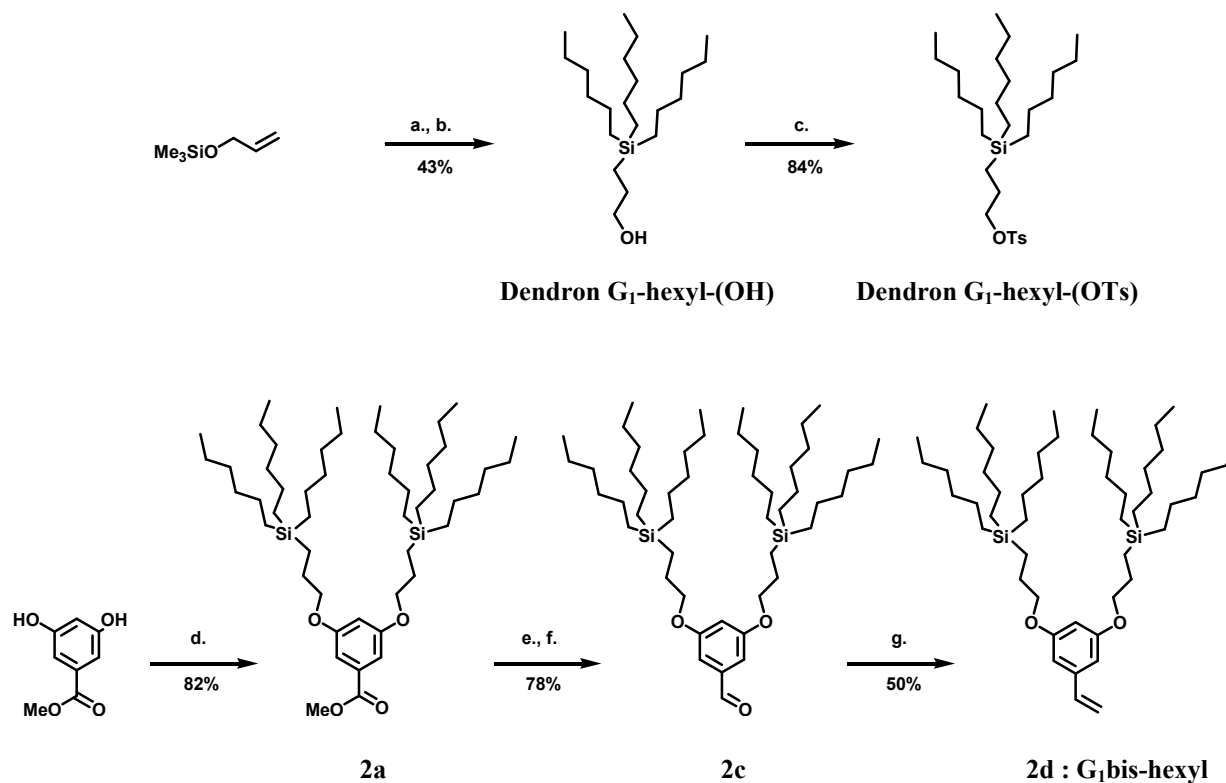 Me₃SiO
a., b.
43%
Si
OH
c.
84%
Si
OTs
Dendron G₁-hexyl-(OH)
Dendron G₁-hexyl-(OTs)
HO OH
MeO O
d.
82%
Si Si
O O
MeO O
e., f.
78%
Si Si
O O
O
g.
50%
Si Si
O O
2a
2c
2d : G₁bis-hexyl